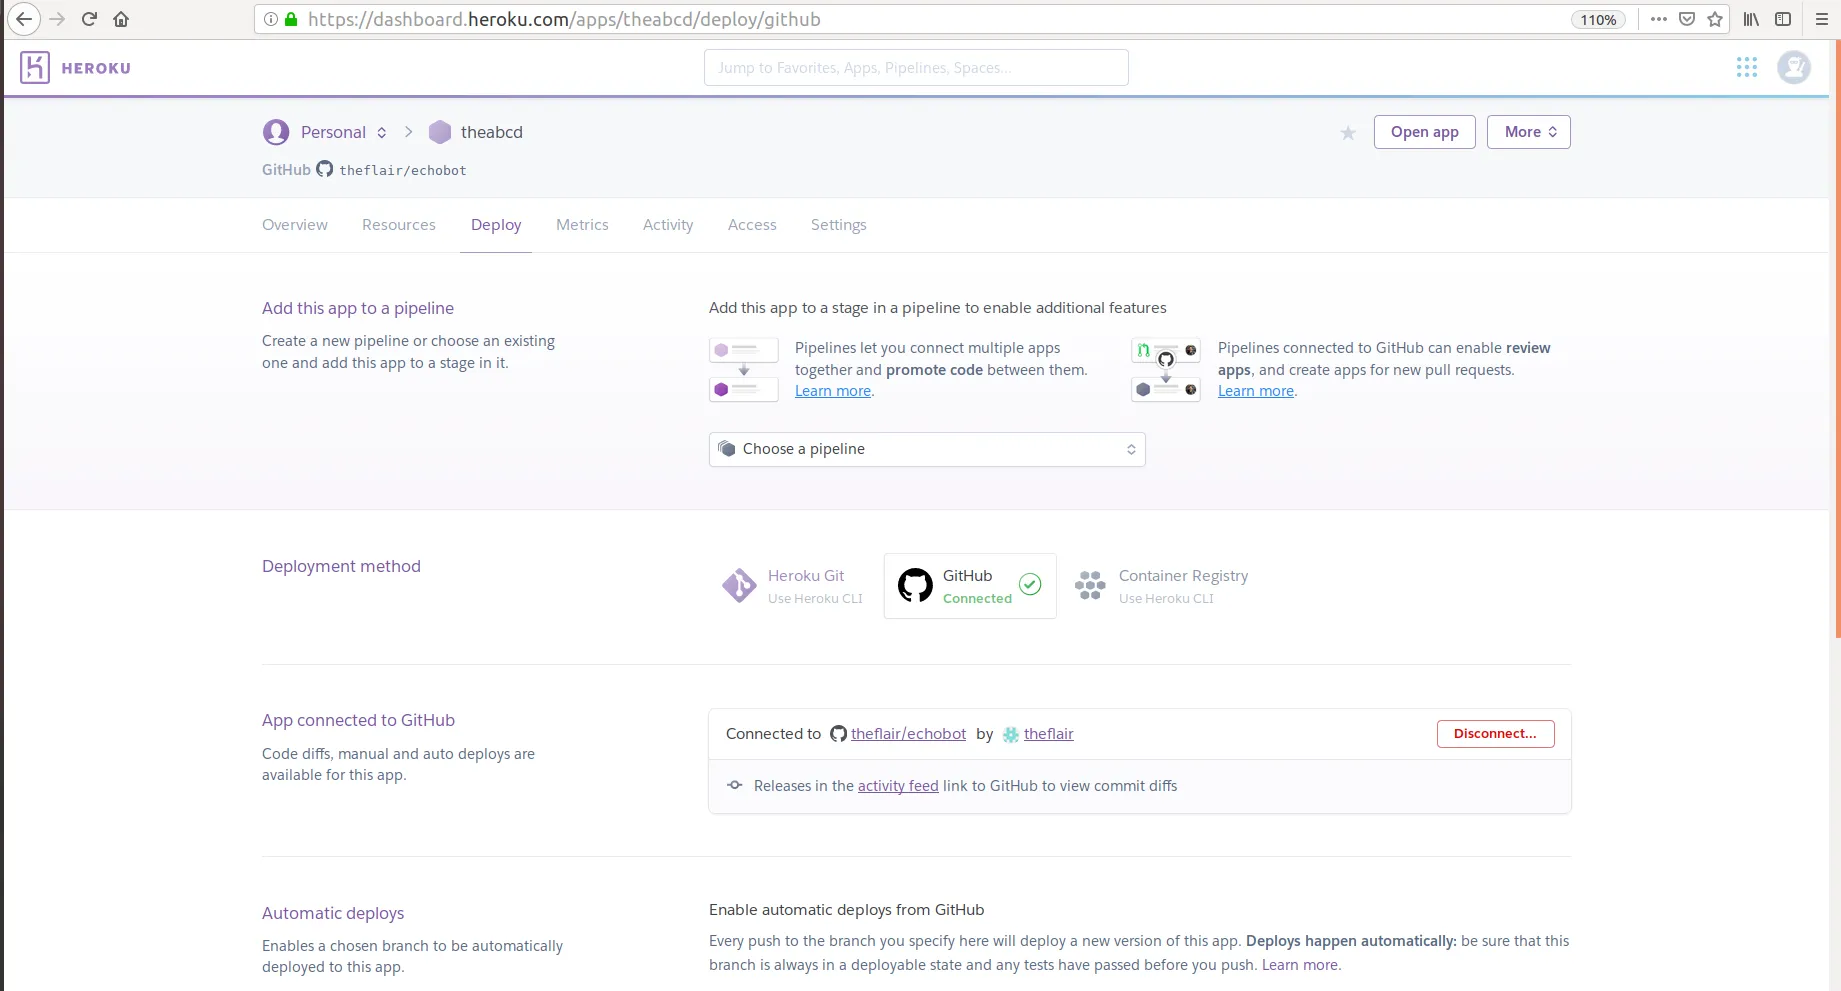 https://dashboard.heroku.com/apps/theabcd/deploy/github
110%
HEROKU
Jump to Favorites, Apps, Pipelines, Spaces...
Personal
theabcd
Open app
More
GitHub theflair/echobot
Overview
Resources
Deploy
Metrics
Activity
Access
Settings
Add this app to a pipeline
Create a new pipeline or choose an existing
one and add this app to a stage in it.
Add this app to a stage in a pipeline to enable additional features
Pipelines let you connect multiple apps
together and promote code between them.
Learn more.
Pipelines connected to GitHub can enable review
apps, and create apps for new pull requests.
Learn more.
Choose a pipeline
Deployment method
Heroku Git
Use Heroku CLI
GitHub
Connected
Container Registry
Use Heroku CLI
App connected to GitHub
Code diffs, manual and auto deploys are
available for this app.
Connected to theflair/echobot by theflair
Disconnect...
Releases in the activity feed link to GitHub to view commit diffs
Automatic deploys
Enables a chosen branch to be automatically
deployed to this app.
Enable automatic deploys from GitHub
Every push to the branch you specify here will deploy a new version of this app. Deploys happen automatically: be sure that this
branch is always in a deployable state and any tests have passed before you push. Learn more.